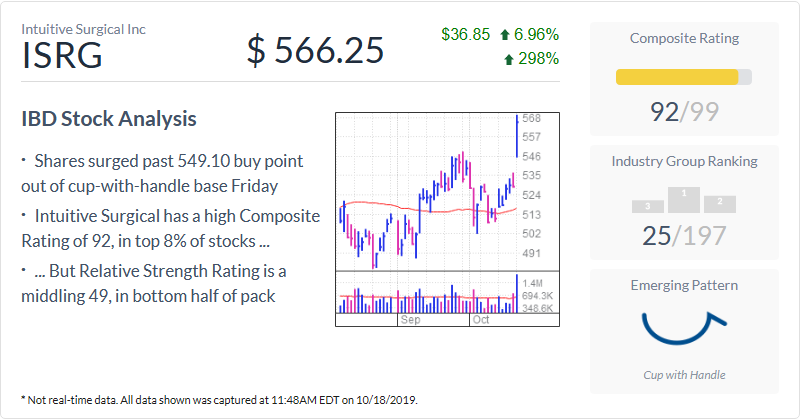 Intuitive Surgical Inc
ISRG
$ 566.25
$36.85 6.96%
298%
IBD Stock Analysis
· Shares surged past 549.10 buy point
out of cup-with-handle base Friday
· Intuitive Surgical has a high Composite
Rating of 92, in top 8% of stocks ...
· ... But Relative Strength Rating is a
middling 49, in bottom half of pack
568
557
546
535
524
513
502
491
1.4M
694.3K
348.6K
Sep Oct
Composite Rating
92/99
Industry Group Ranking
3 1 2
25/197
Emerging Pattern
Cup with Handle
* Not real-time data. All data shown was captured at 11:48AM EDT on 10/18/2019.